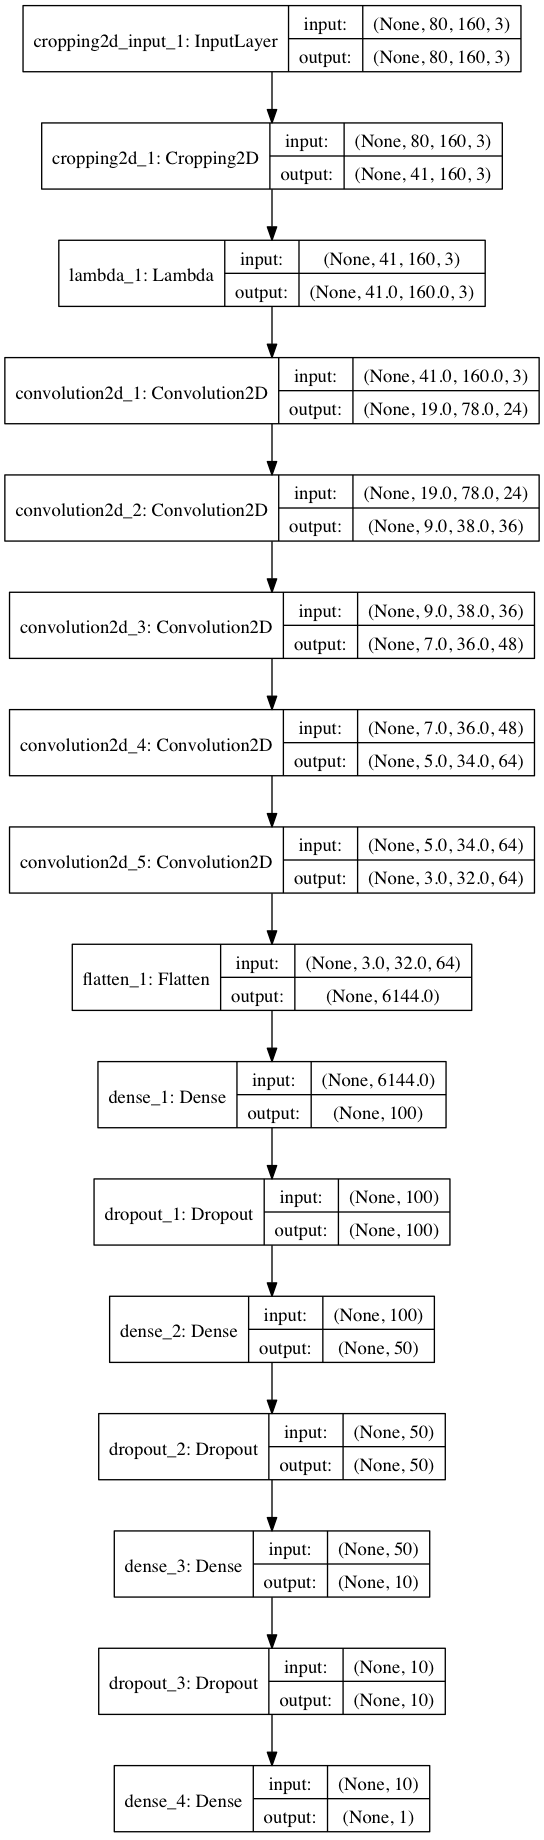 cropping2d_input_1: InputLayer
input: (None, 80, 160, 3)
output: (None, 80, 160, 3)
cropping2d_1: Cropping2D
input: (None, 80, 160, 3)
output: (None, 41, 160, 3)
lambda_1: Lambda
input: (None, 41, 160, 3)
output: (None, 41.0, 160.0, 3)
convolution2d_1: Convolution2D
input: (None, 41.0, 160.0, 3)
output: (None, 19.0, 78.0, 24)
convolution2d_2: Convolution2D
input: (None, 19.0, 78.0, 24)
output: (None, 9.0, 38.0, 36)
convolution2d_3: Convolution2D
input: (None, 9.0, 38.0, 36)
output: (None, 7.0, 36.0, 48)
convolution2d_4: Convolution2D
input: (None, 7.0, 36.0, 48)
output: (None, 5.0, 34.0, 64)
convolution2d_5: Convolution2D
input: (None, 5.0, 34.0, 64)
output: (None, 3.0, 32.0, 64)
flatten_1: Flatten
input: (None, 3.0, 32.0, 64)
output: (None, 6144.0)
dense_1: Dense
input: (None, 6144.0)
output: (None, 100)
dropout_1: Dropout
input: (None, 100)
output: (None, 100)
dense_2: Dense
input: (None, 100)
output: (None, 50)
dropout_2: Dropout
input: (None, 50)
output: (None, 50)
dense_3: Dense
input: (None, 50)
output: (None, 10)
dropout_3: Dropout
input: (None, 10)
output: (None, 10)
dense_4: Dense
input: (None, 10)
output: (None, 1)